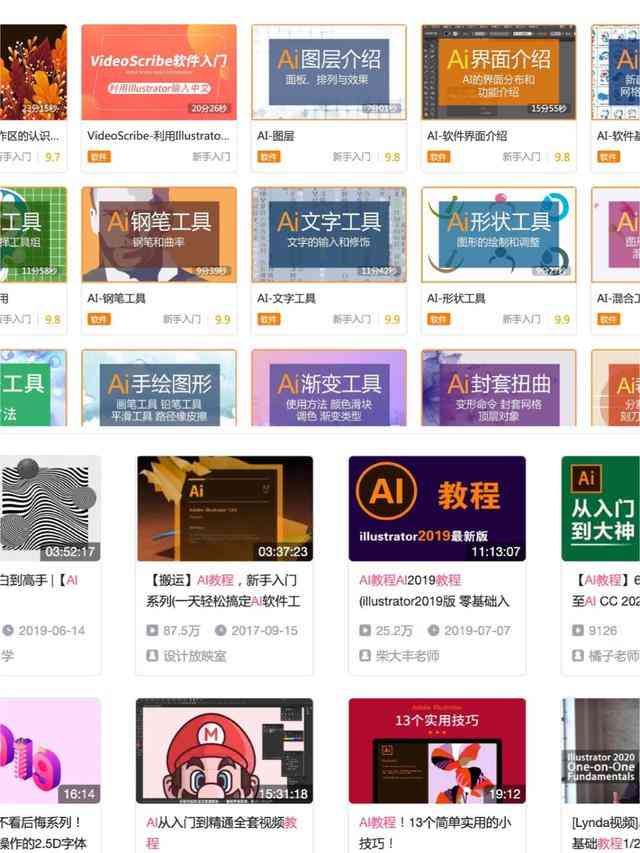 23分15秒
VideoScribe软件入门
利用Illustrator输入中文
20分26秒
Ai图层介绍
面板、排列与效果
Ai界面介绍
AI的界面分布和
功能介绍
15分55秒
作区的认识...
新手入门 9.7
VideoScribe-利用Illustrato...
软件 新手入门
AI-图层
软件 新手入门 9.8
AI-软件界面介绍
软件 新手入门 9.8
AI-软件基
软件
工具
择工具组
11分58秒
Ai钢笔工具
钢笔和曲率
9分39秒
Ai文字工具
文字的输入和修饰
11分42秒
Ai形状工具
图形的绘制和调整
9分27秒
用
新手入门 9.8
AI-钢笔工具
软件 新手入门 9.9
AI-文字工具
软件 新手入门 9.9
AI-形状工具
软件 新手入门 9.9
AI-混合工
软件
工具
方法
Ai手绘图形
画笔工具 铅笔工具
平滑工具 路径橡皮擦
Ai渐变工具
使用方法 颜色滑块
调色 渐变类型
Ai封套扭曲
变形命令 封套网格
顶层对象
刻刀
03:52:17
Ai
03:37:23
AI 教程
illustrator2019最新版
11:13:07
Ai
从入门
到大神
白到高手 |【AI
2019-06-14
学
【搬运】AI教程，新手入门
系列(一天轻松搞定AI软件工
87.5万 2017-09-15
设计放映室
AI教程AI2019教程
(illustrator2019版 零基础入
25.2万 2019-07-07
柴大丰老师
【AI教程】6
至AI CC 202
9126
橘子老师
16:14
M
15:31:18
Adobe Illustrator
13个实用技巧
Ai
19:12
Illustrator 2020
One-on-One
Fundamentals
不看后悔系列！
操作的2.5D字体
AI从入门到精通全套视频教
程
AI教程！13个简单实用的小
技巧！
[Lynda视频]
基础教程1/2